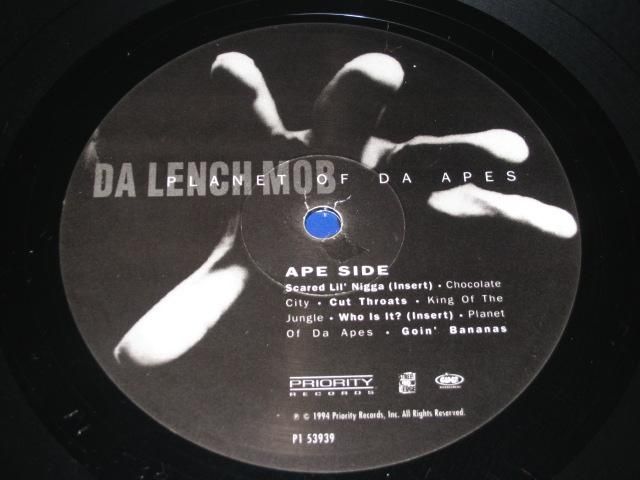 DA LENCH MOB
PLANET OF DA APES
APE SIDE
Scared Lil' Nigga (Insert) • Chocolate
City • Cut Throats • King Of The
Jungle • Who Is It? (Insert) • Planet
Of Da Apes • Goin' Bananas
PRIORITY
RECORDS
℗ © 1994 Priority Records, Inc. All Rights Reserved.
P1 53939